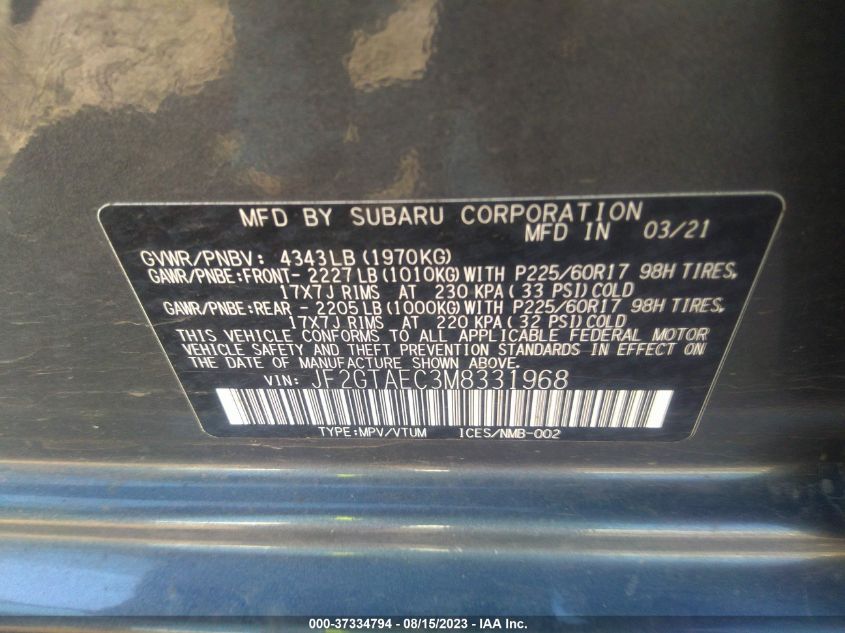 MFD BY SUBARU CORPORATION
MFD IN 03/21
GVWR/PNBV: 4343LB (1970KG)
GAWR/PNBE:FRONT- 2227LB (1010KG) WITH P225/60R17 98H TIRES,
17X7J RIMS AT 230 KPA ( 33 PSI) COLD
GAWR/PNBE:REAR - 2205LB (1000KG) WITH P225/60R17 98H TIRES,
17X7J RIMS AT 220 KPA ( 32 PSI) COLD
THIS VEHICLE CONFORMS TO ALL APPLICABLE FEDERAL MOTOR
VEHICLE SAFETY AND THEFT PREVENTION STANDARDS IN EFFECT ON
THE DATE OF MANUFACTURE SHOWN ABOVE.
VIN: JF2GTAEC3M8331968
TYPE:MPV/VTUM ICES/NMB-002
000-37334794 - 08/15/2023 - IAA Inc.